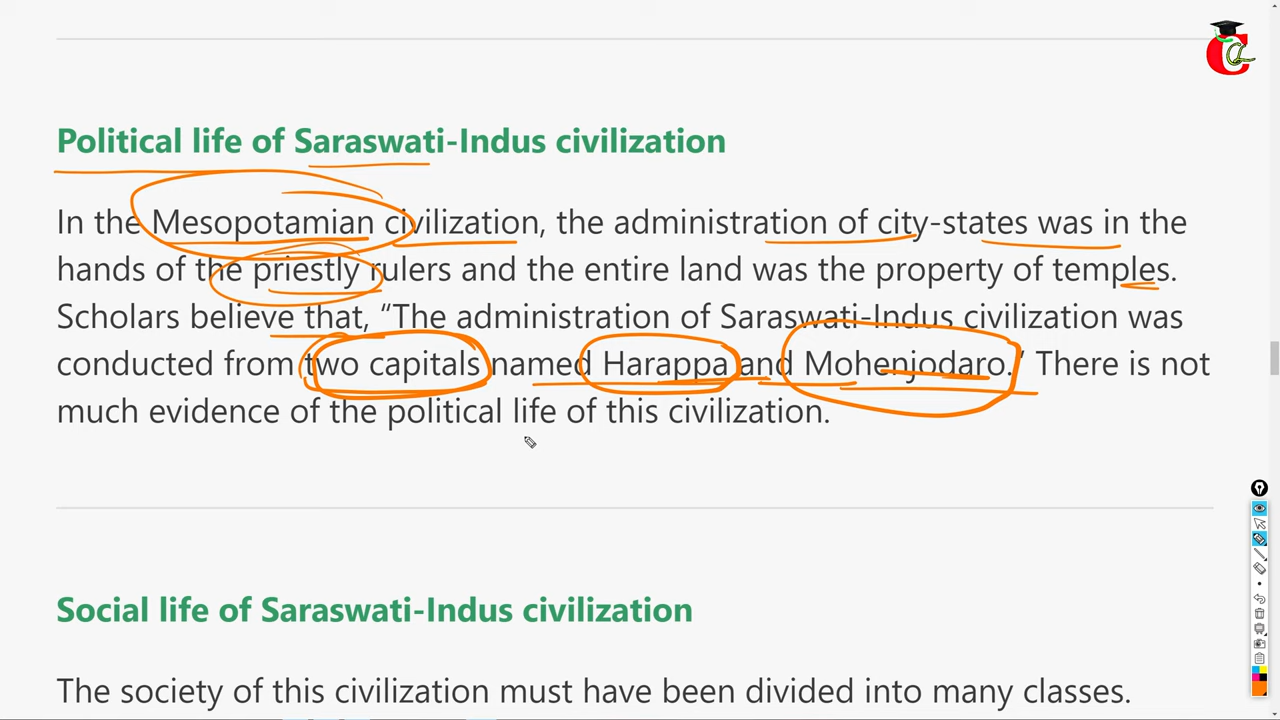 Political life of Saraswati-Indus civilization
In the Mesopotamian civilization, the administration of city-states was in the
hands of the priestly rulers and the entire land was the property of temples.
Scholars believe that, “The administration of Saraswati-Indus civilization was
conducted from two capitals named Harappa and Mohenjodaro.” There is not
much evidence of the political life of this civilization.
Social life of Saraswati-Indus civilization
The society of this civilization must have been divided into many classes.